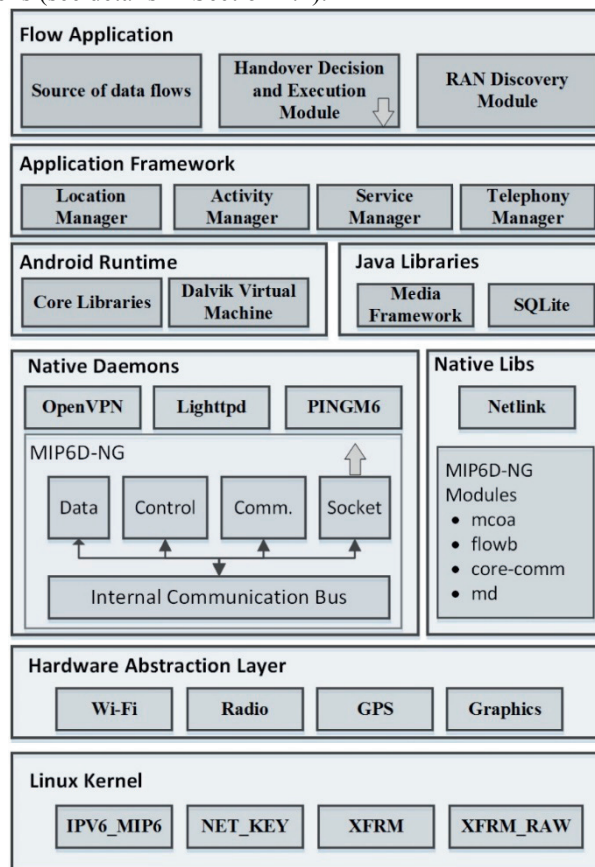 Flow Application
Source of data flows
Handover Decision
and Execution
Module
RAN Discovery
Module
Application Framework
Location
Manager
Activity
Manager
Service
Manager
Telephony
Manager
Android Runtime
Core Libraries
Dalvik Virtual
Machine
Java Libraries
Media
Framework
SQLite
Native Daemons
OpenVPN
Lighttpd
PINGM6
MIP6D-NG
Data
Control
Comm.
Socket
Internal Communication Bus
Native Libs
Netlink
MIP6D-NG
Modules
• mcoa
• flowb
• core-comm
• md
Hardware Abstraction Layer
Wi-Fi
Radio
GPS
Graphics
Linux Kernel
IPV6_MIP6
NET_KEY
XFRM
XFRM_RAW